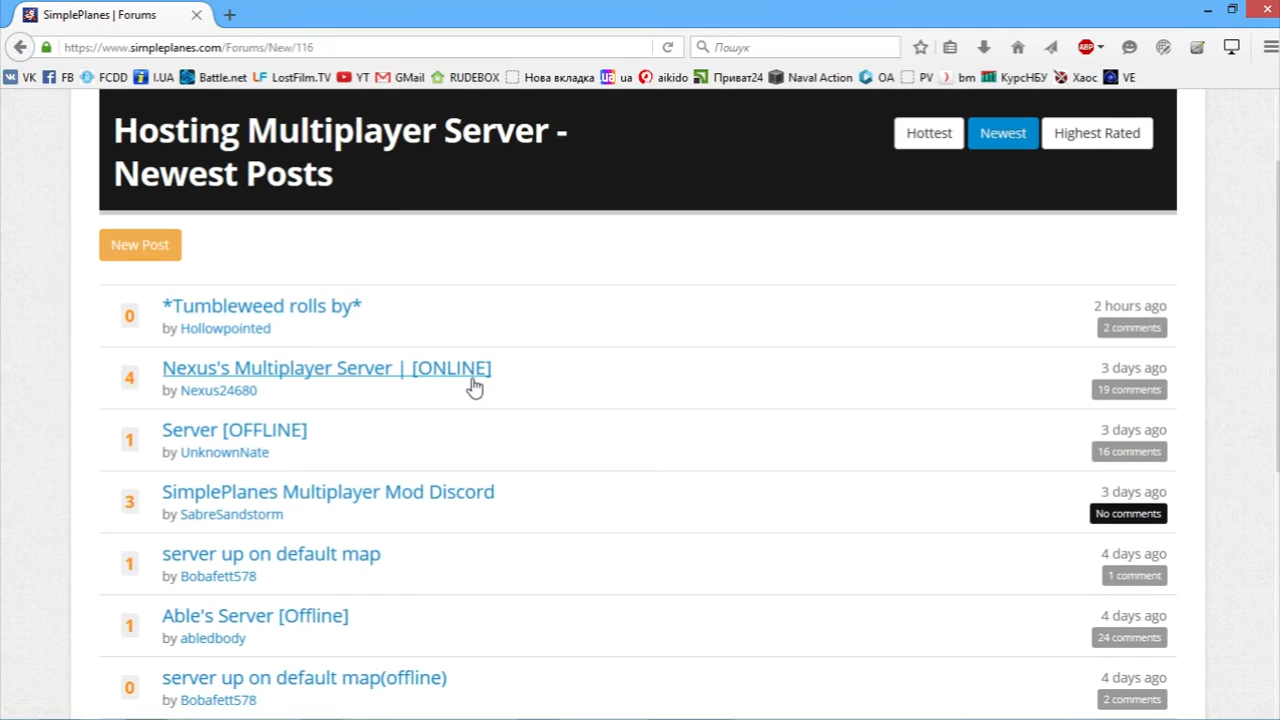 SimplePlanes | Forums
https://www.simpleplanes.com/Forums/New/116
Пошук
ABP
VK FB FCDD I.UA Battle.net LostFilm.TV YT GMail RUDEBOX Нова вкладка ua ua aikido Приват24 Naval Action OA PV bm КурсНБУ Хаос VE
Hosting Multiplayer Server -
Newest Posts
Hottest Newest Highest Rated
New Post
0 *Tumbleweed rolls by* 2 hours ago
by Hollowpointed 2 comments
4 Nexus's Multiplayer Server | [ONLINE] 3 days ago
by Nexus24680 19 comments
1 Server [OFFLINE] 3 days ago
by UnknownNate 16 comments
3 SimplePlanes Multiplayer Mod Discord 3 days ago
by SabreSandstorm No comments
1 server up on default map 4 days ago
by Bobafett578 1 comment
1 Able's Server [Offline] 4 days ago
by abledbody 24 comments
0 server up on default map(offline) 4 days ago
by Bobafett578 2 comments